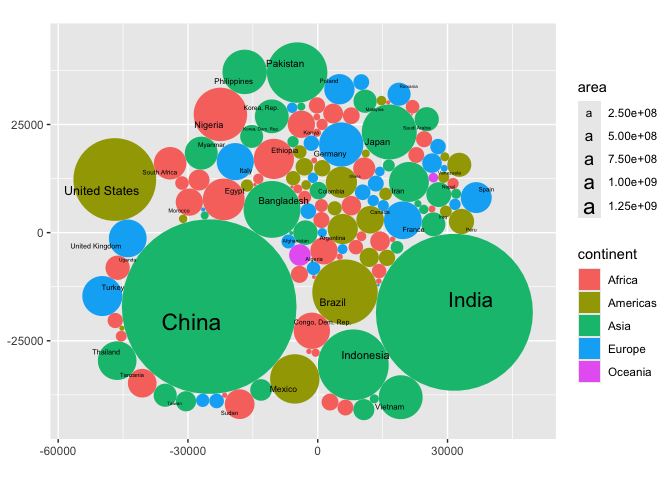 Pakistan
Philippines
Poland
Romania
Malaysia
Korea, Rep.
Nigeria
Korea, Dem. Rep.
Kenya
Saudi Arabia
Japan
Myanmar
Ethiopia
Germany
South Africa
Italy
Venezuela
United States
Egypt
Colombia
Iran
Nepal
Spain
Bangladesh
Morocco
Canada
Iraq
Peru
France
Afghanistan
Argentina
United Kingdom
Algeria
Uganda
Turkey
China
Brazil
India
Congo, Dem. Rep.
Thailand
Indonesia
Tanzania
Mexico
Taiwan
Sudan
Vietnam
25000
0
-25000
-60000
-30000
0
30000
area
a 2.50e+08
a 5.00e+08
a 7.50e+08
a 1.00e+09
a 1.25e+09
continent
Africa
Americas
Asia
Europe
Oceania